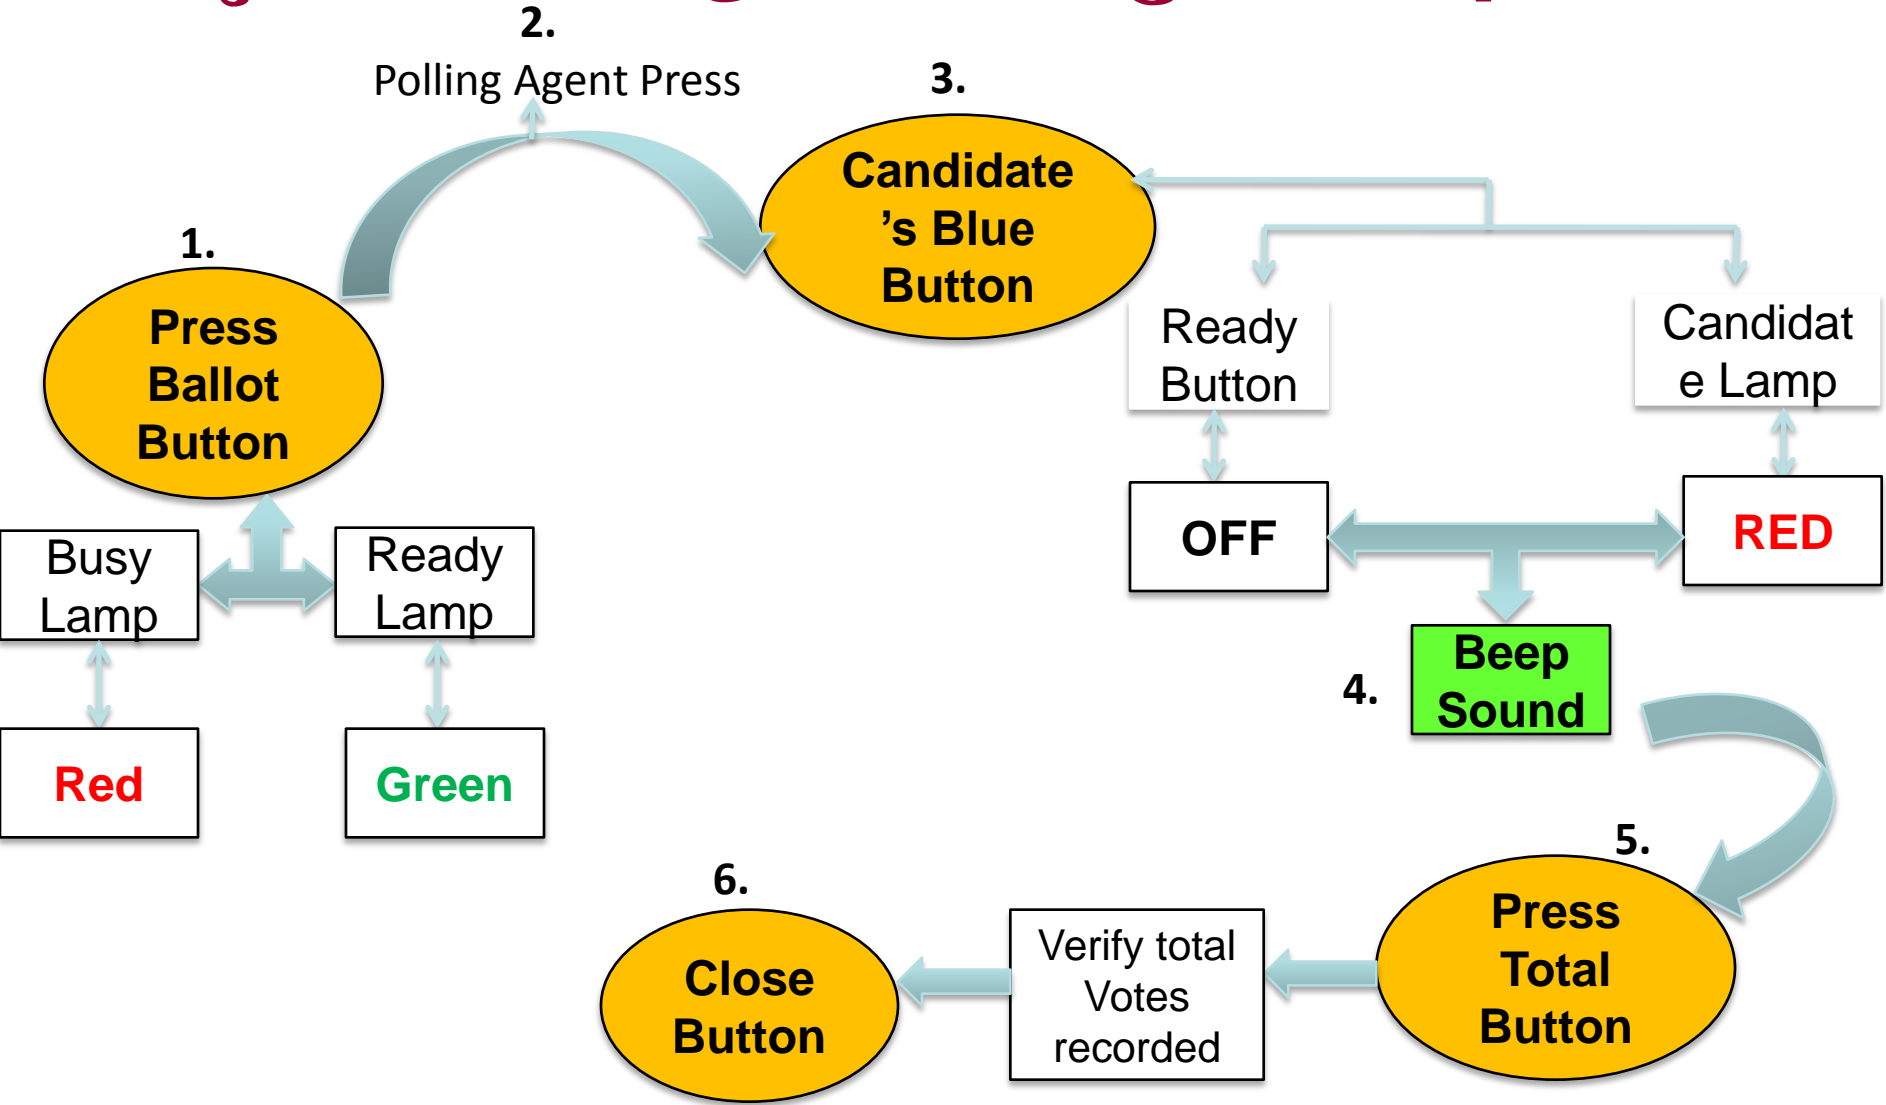 2.
Polling Agent Press
3.
Candidate
’s Blue
Button
1.
Press
Ballot
Button
Ready
Button
Candidat
e Lamp
Busy
Lamp
Ready
Lamp
OFF
RED
Beep
Sound
4.
Red
Green
5.
6.
Press
Total
Button
Verify total
Votes
recorded
Close
Button